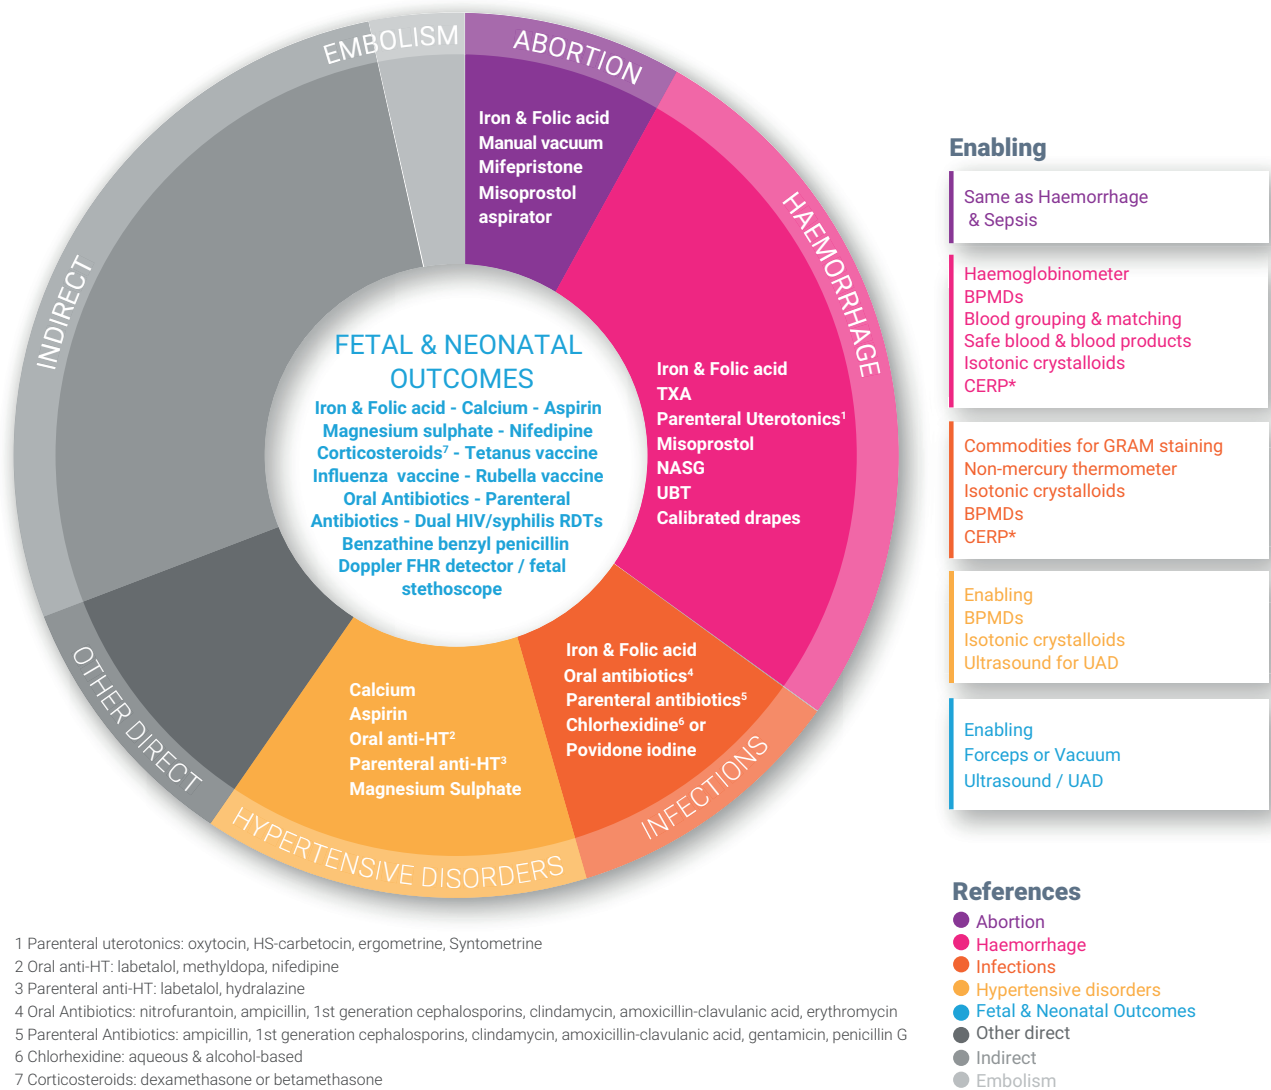 EMBOLISM
ABORTION
HAEMORRHAGE
INFECTIONS
HYPERTENSIVE DISORDERS
OTHER DIRECT
INDIRECT
Iron & Folic acid
Manual vacuum
Mifepristone
Misoprostol
aspirator
Iron & Folic acid
TXA
Parenteral Uterotonics¹
Misoprostol
NASG
UBT
Calibrated drapes
Iron & Folic acid
Oral antibiotics⁴
Parenteral antibiotics⁵
Chlorhexidine⁶ or
Povidone iodine
Calcium
Aspirin
Oral anti-HT²
Parenteral anti-HT³
Magnesium Sulphate
FETAL & NEONATAL
OUTCOMES
Iron & Folic acid - Calcium - Aspirin
Magnesium sulphate - Nifedipine
Corticosteroids⁷ - Tetanus vaccine
Influenza vaccine - Rubella vaccine
Oral Antibiotics - Parenteral
Antibiotics - Dual HIV/syphilis RDTs
Benzathine benzyl penicillin
Doppler FHR detector / fetal
stethoscope
Enabling
Same as Haemorrhage
& Sepsis
Haemoglobinometer
BPMDs
Blood grouping & matching
Safe blood & blood products
Isotonic crystalloids
CERP*
Commodities for GRAM staining
Non-mercury thermometer
Isotonic crystalloids
BPMDs
CERP*
Enabling
BPMDs
Isotonic crystalloids
Ultrasound for UAD
Enabling
Forceps or Vacuum
Ultrasound / UAD
References
Abortion
Haemorrhage
Infections
Hypertensive disorders
Fetal & Neonatal Outcomes
Other direct
Indirect
Embolism
1 Parenteral uterotonics: oxytocin, HS-carbetocin, ergometrine, Syntometrine
2 Oral anti-HT: labetalol, methyldopa, nifedipine
3 Parenteral anti-HT: labetalol, hydralazine
4 Oral Antibiotics: nitrofurantoin, ampicillin, 1st generation cephalosporins, clindamycin, amoxicillin-clavulanic acid, erythromycin
5 Parenteral Antibiotics: ampicillin, 1st generation cephalosporins, clindamycin, amoxicillin-clavulanic acid, gentamicin, penicillin G
6 Chlorhexidine: aqueous & alcohol-based
7 Corticosteroids: dexamethasone or betamethasone